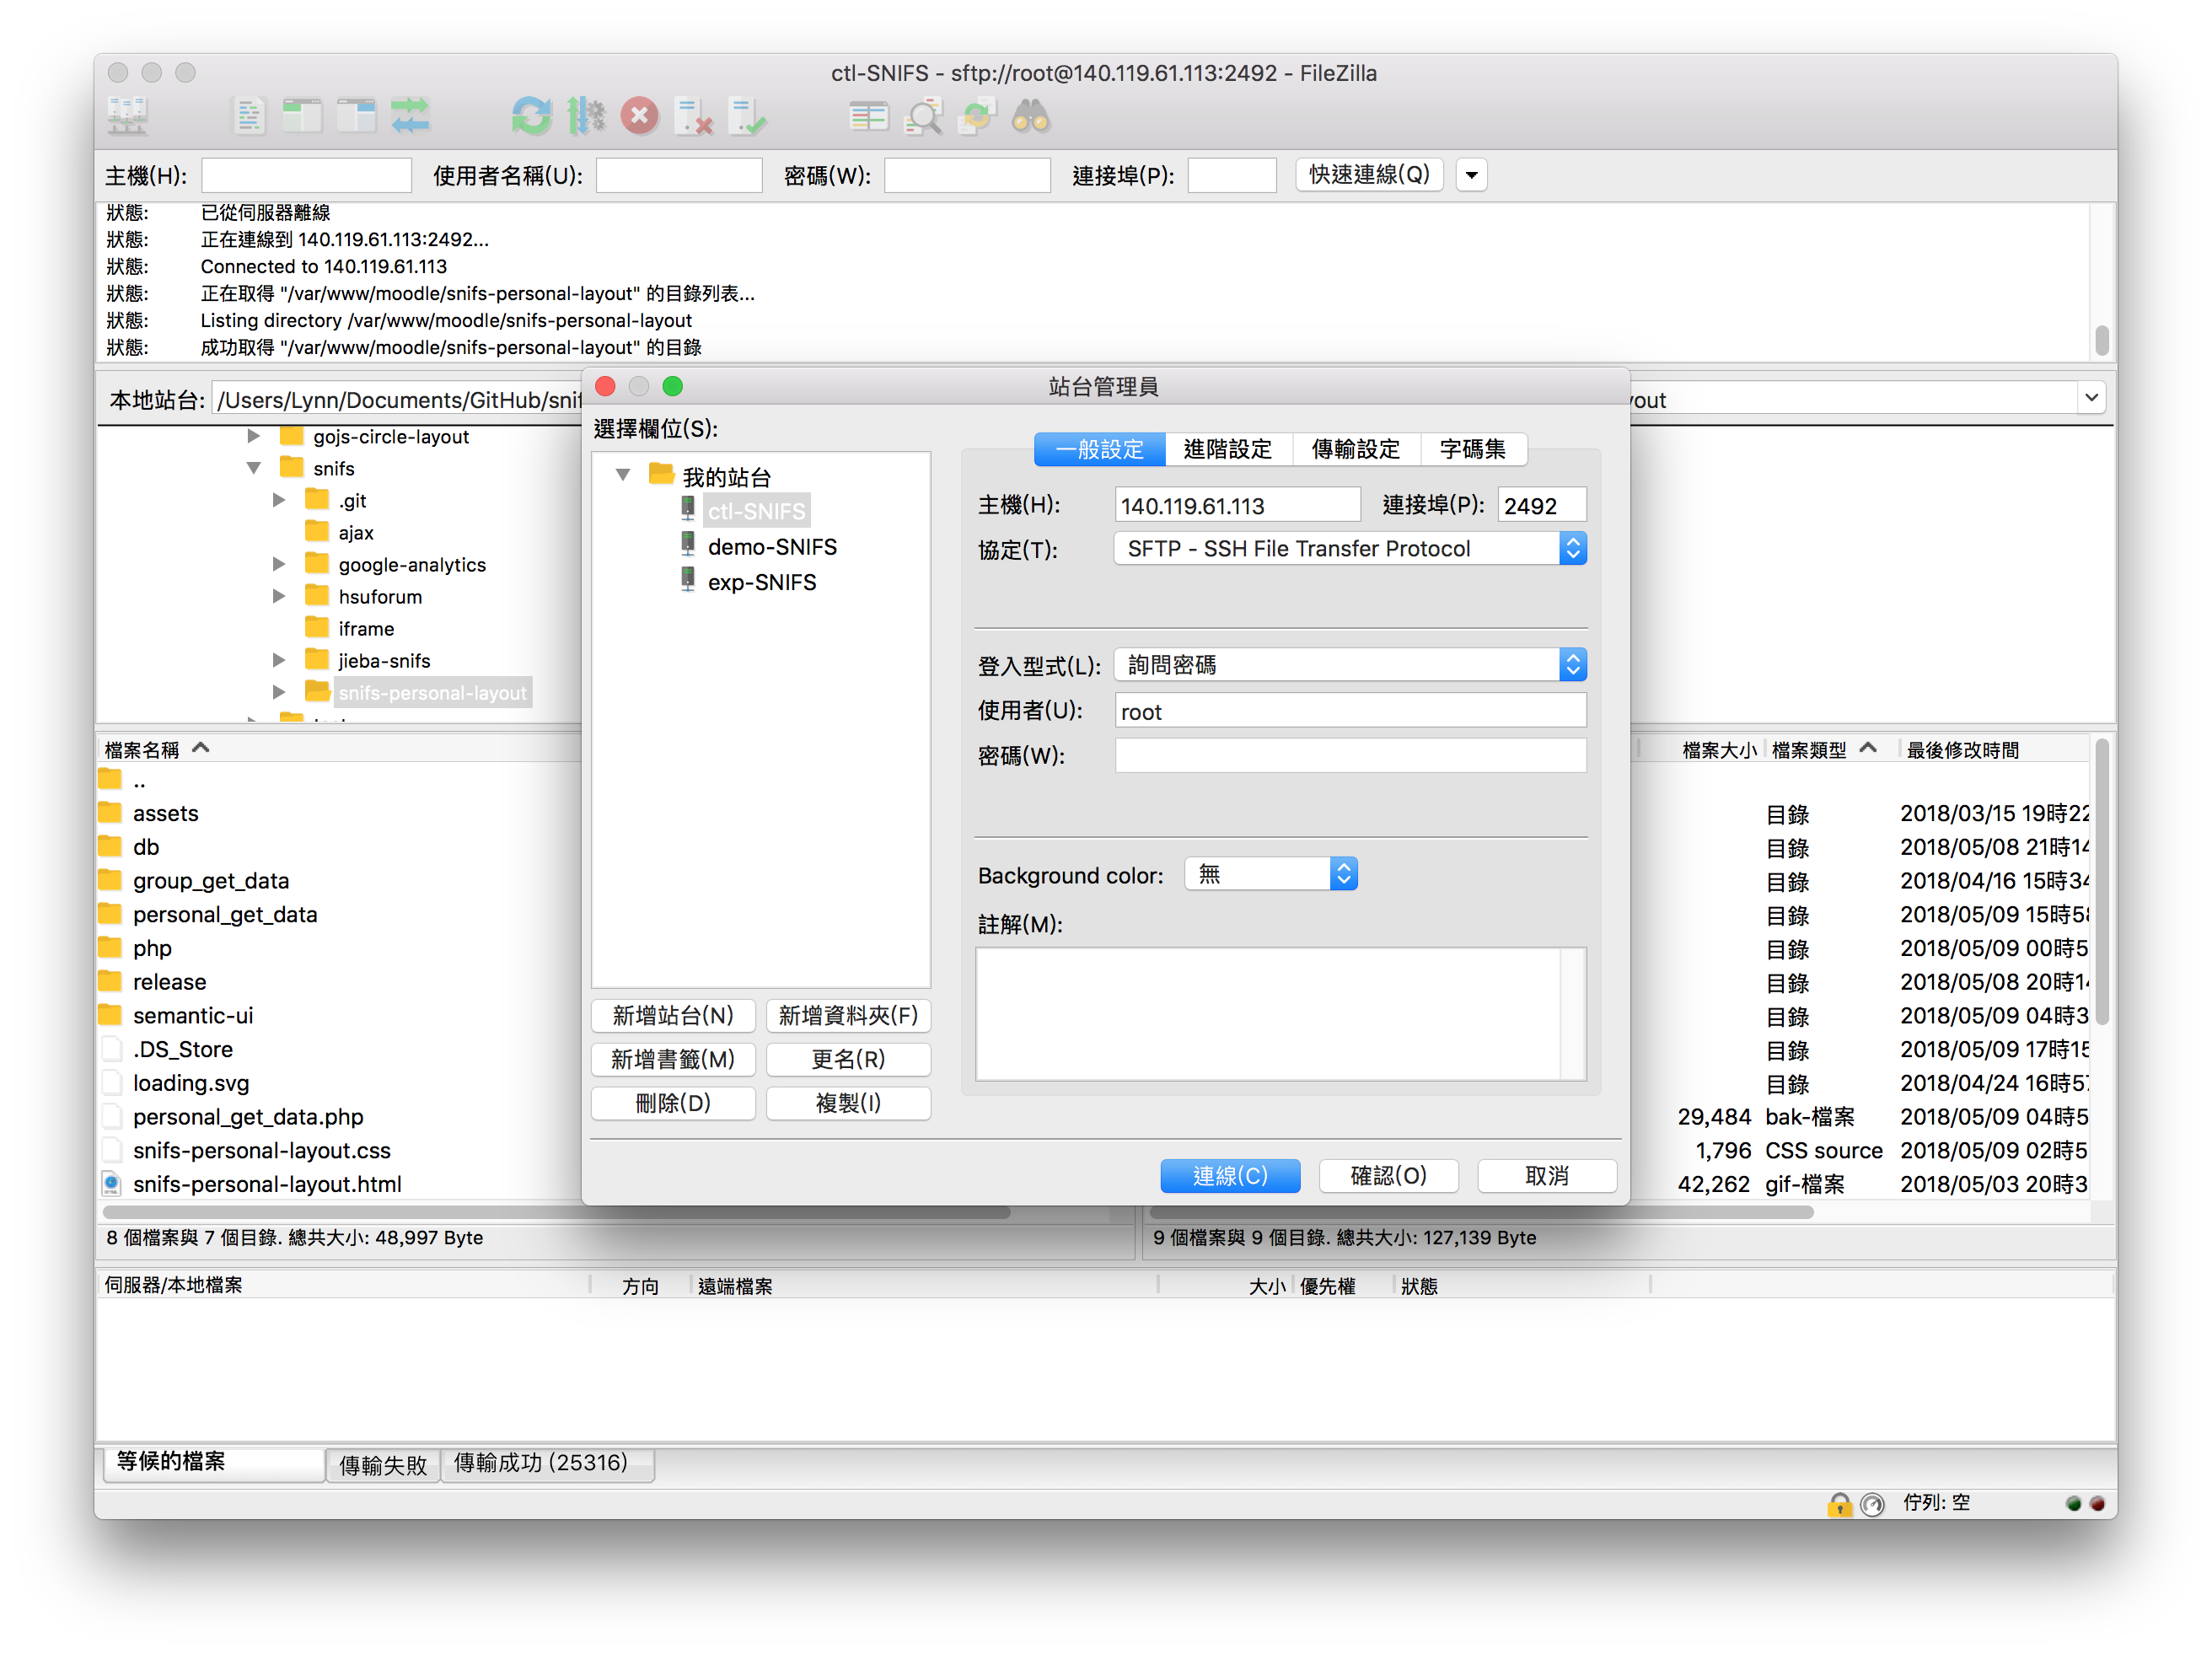 ctl-SNIFS - sftp://root@140.119.61.113:2492 - FileZilla
主機(H): 使用者名稱(U): 密碼(W): 連接埠(P): 快速連線(Q)
狀態: 已從伺服器離線
狀態: 正在連線到 140.119.61.113:2492...
狀態: Connected to 140.119.61.113
狀態: 正在取得 "/var/www/moodle/snifs-personal-layout" 的目錄列表...
狀態: Listing directory /var/www/moodle/snifs-personal-layout
狀態: 成功取得 "/var/www/moodle/snifs-personal-layout" 的目錄
本地站台: /Users/Lynn/Documents/GitHub/snif
yout
gojs-circle-layout
snifs
.git
ajax
google-analytics
hsuforum
iframe
jieba-snifs
snifs-personal-layout
檔案名稱
..
assets
db
group_get_data
personal_get_data
php
release
semantic-ui
.DS_Store
loading.svg
personal_get_data.php
snifs-personal-layout.css
snifs-personal-layout.html
8 個檔案與 7 個目錄. 總共大小: 48,997 Byte
站台管理員
選擇欄位(S):
我的站台
ctl-SNIFS
demo-SNIFS
exp-SNIFS
新增站台(N) 新增資料夾(F)
新增書籤(M) 更名(R)
刪除(D) 複製(I)
一般設定 進階設定 傳輸設定 字碼集
主機(H): 140.119.61.113 連接埠(P): 2492
協定(T): SFTP - SSH File Transfer Protocol
登入型式(L): 詢問密碼
使用者(U): root
密碼(W):
Background color: 無
註解(M):
連線(C) 確認(O) 取消
檔案大小 檔案類型 最後修改時間
目錄 2018/03/15 19時22
目錄 2018/05/08 21時14
目錄 2018/04/16 15時34
目錄 2018/05/09 15時58
目錄 2018/05/09 00時5
目錄 2018/05/08 20時14
目錄 2018/05/09 04時3
目錄 2018/05/09 17時15
目錄 2018/04/24 16時57
29,484 bak-檔案 2018/05/09 04時5
1,796 CSS source 2018/05/09 02時5
42,262 gif-檔案 2018/05/03 20時3
9 個檔案與 9 個目錄. 總共大小: 127,139 Byte
伺服器/本地檔案 方向 遠端檔案 大小 優先權 狀態
等候的檔案 傳輸失敗 傳輸成功 (25316)
佇列: 空